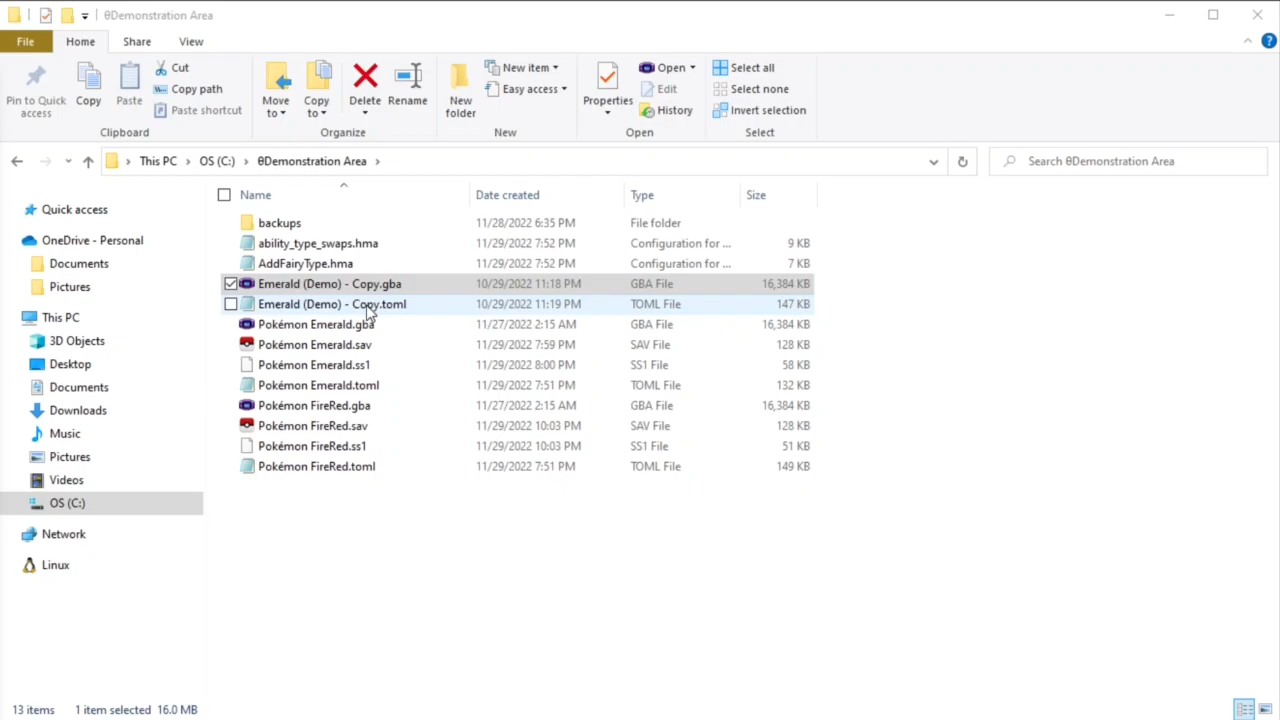 θDemonstration Area
File Home Share View
Pin to Quick access
Copy
Paste
Cut
Copy path
Paste shortcut
Clipboard
Move to
Copy to
Delete
Rename
Organize
New folder
New item
Easy access
New
Properties
Open
Edit
History
Open
Select all
Select none
Invert selection
Select
This PC > OS (C:) > θDemonstration Area >
Search θDemonstration Area
Quick access
OneDrive - Personal
Documents
Pictures
This PC
3D Objects
Desktop
Documents
Downloads
Music
Pictures
Videos
OS (C:)
Network
Linux
Name Date created Type Size
backups 11/28/2022 6:35 PM File folder
ability_type_swaps.hma 11/29/2022 7:52 PM Configuration for ... 9 KB
AddFairyType.hma 11/29/2022 7:52 PM Configuration for ... 7 KB
Emerald (Demo) - Copy.gba 10/29/2022 11:18 PM GBA File 16,384 KB
Emerald (Demo) - Copy.toml 10/29/2022 11:19 PM TOML File 147 KB
Pokémon Emerald.gba 11/27/2022 2:15 AM GBA File 16,384 KB
Pokémon Emerald.sav 11/29/2022 7:59 PM SAV File 128 KB
Pokémon Emerald.ss1 11/29/2022 8:00 PM SS1 File 58 KB
Pokémon Emerald.toml 11/29/2022 7:51 PM TOML File 132 KB
Pokémon FireRed.gba 11/27/2022 2:15 AM GBA File 16,384 KB
Pokémon FireRed.sav 11/29/2022 10:03 PM SAV File 128 KB
Pokémon FireRed.ss1 11/29/2022 10:03 PM SS1 File 51 KB
Pokémon FireRed.toml 11/29/2022 7:51 PM TOML File 149 KB
13 items 1 item selected 16.0 MB